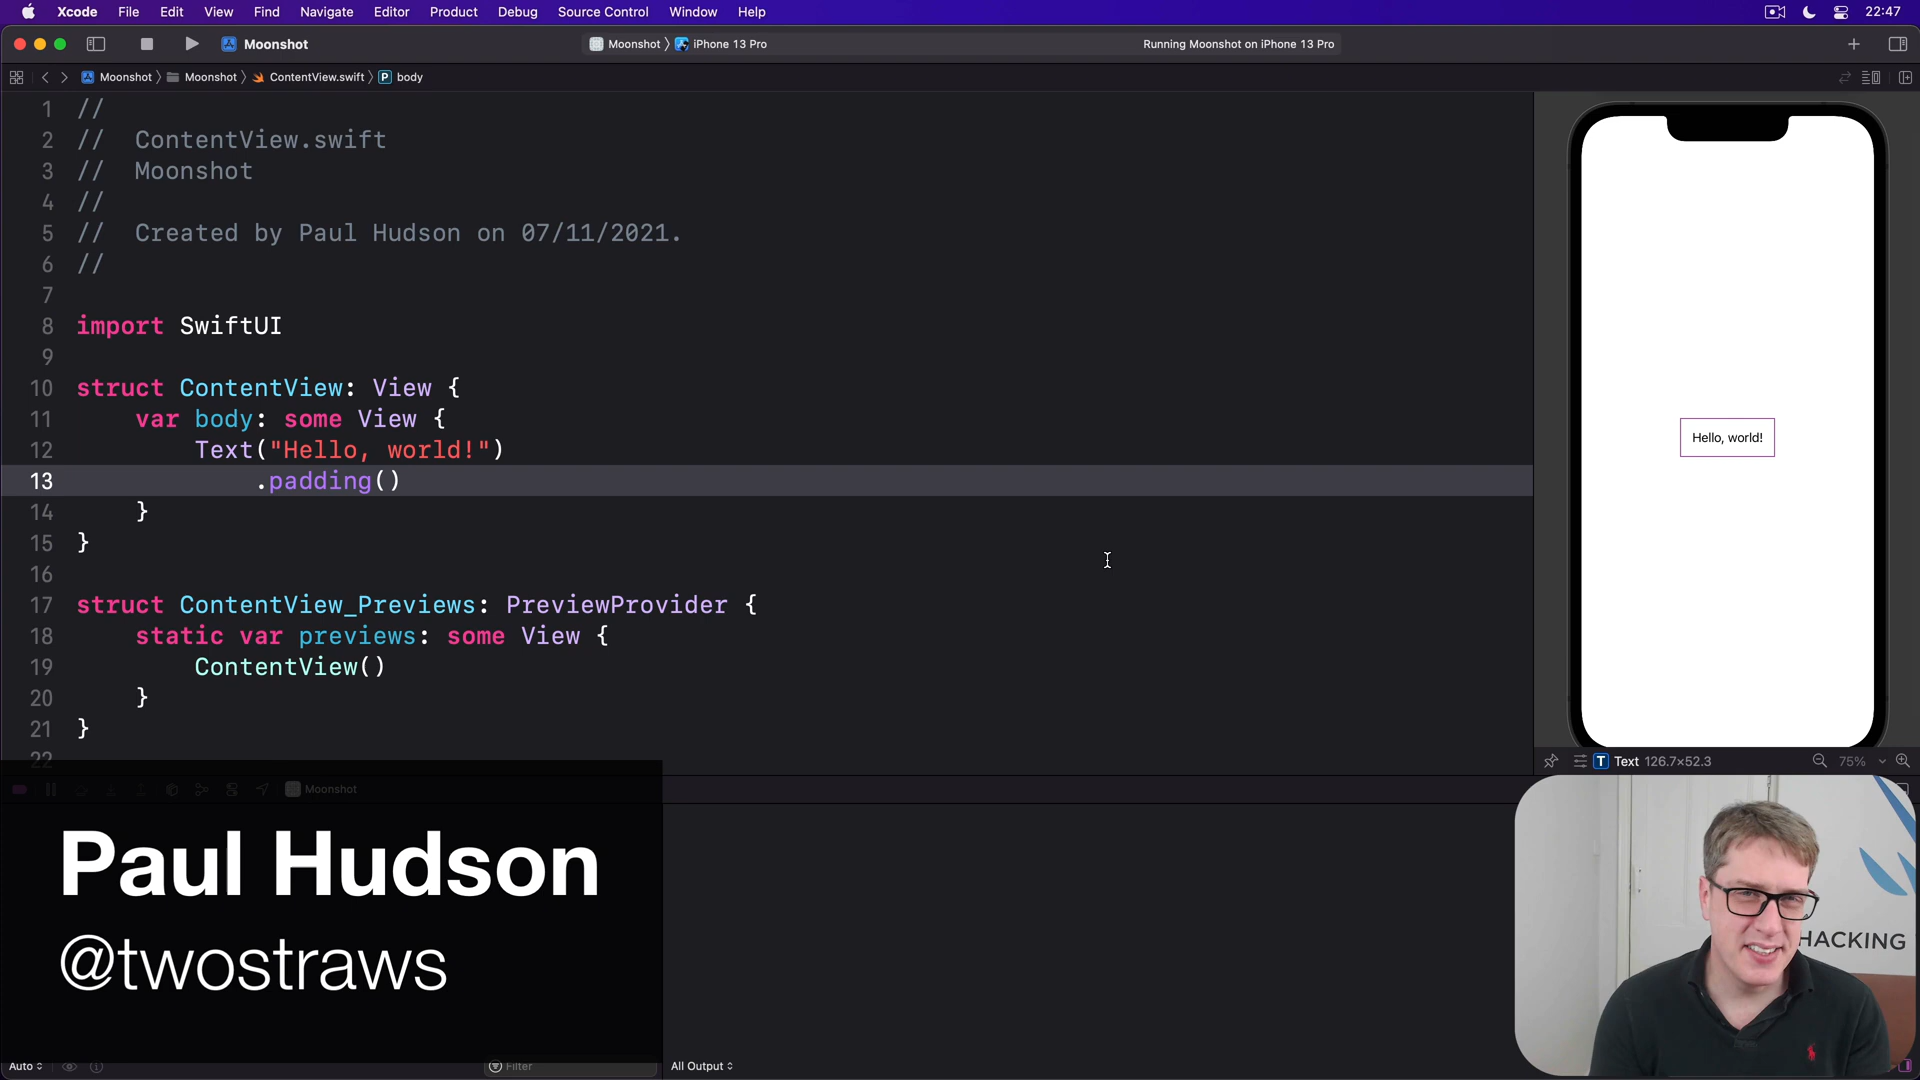 Xcode File Edit View Find Navigate Editor Product Debug Source Control Window Help 22:47
Moonshot Moonshot iPhone 13 Pro Running Moonshot on iPhone 13 Pro
Moonshot Moonshot ContentView.swift P body
1 //
2 //  ContentView.swift
3 //  Moonshot
4 //
5 //  Created by Paul Hudson on 07/11/2021.
6 //
7
8 import SwiftUI
9
10 struct ContentView: View {
11     var body: some View {
12         Text("Hello, world!")
13             .padding()
14     }
15 }
16
17 struct ContentView_Previews: PreviewProvider {
18     static var previews: some View {
19         ContentView()
20     }
21 }
22
Hello, world!
T Text 126.7×52.3 75%
Moonshot
Paul Hudson
@twostraws
HACKING
Auto Filter All Output